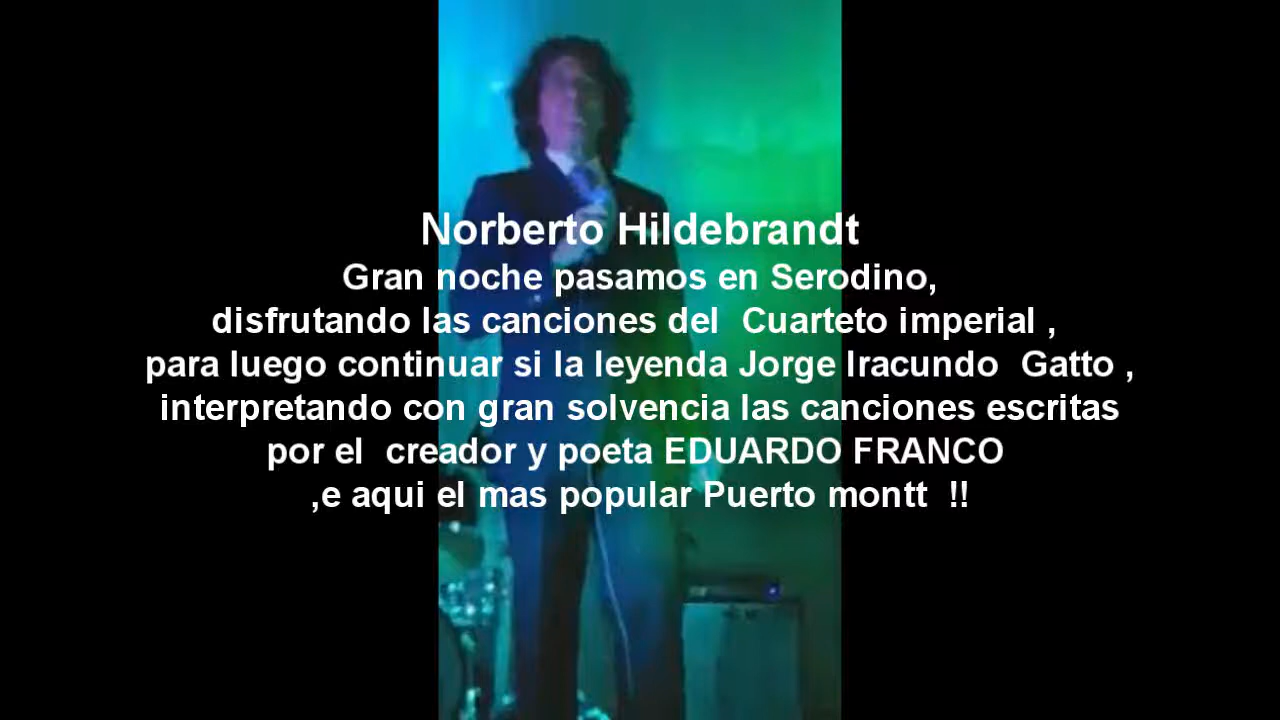 Norberto Hildebrandt
Gran noche pasamos en Serodino,
disfrutando las canciones del  Cuarteto imperial ,
para luego continuar si la leyenda Jorge Iracundo  Gatto ,
interpretando con gran solvencia las canciones escritas
por el  creador y poeta EDUARDO FRANCO
,e aqui el mas popular Puerto montt  !!